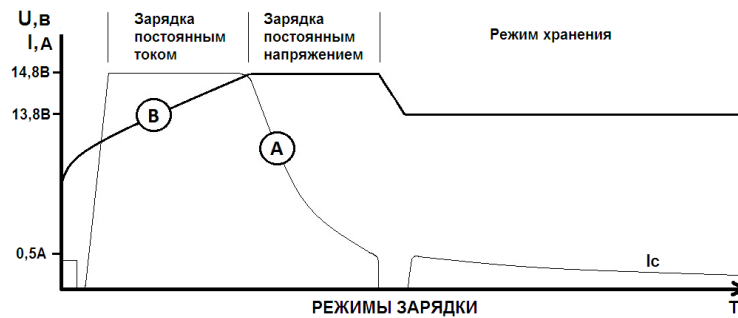 U,в
I,А
Зарядка
постоянным
током
Зарядка
постоянным
напряжением
Режим хранения
14,8В
13,8В
В
А
0,5А
Ic
РЕЖИМЫ ЗАРЯДКИ
Т